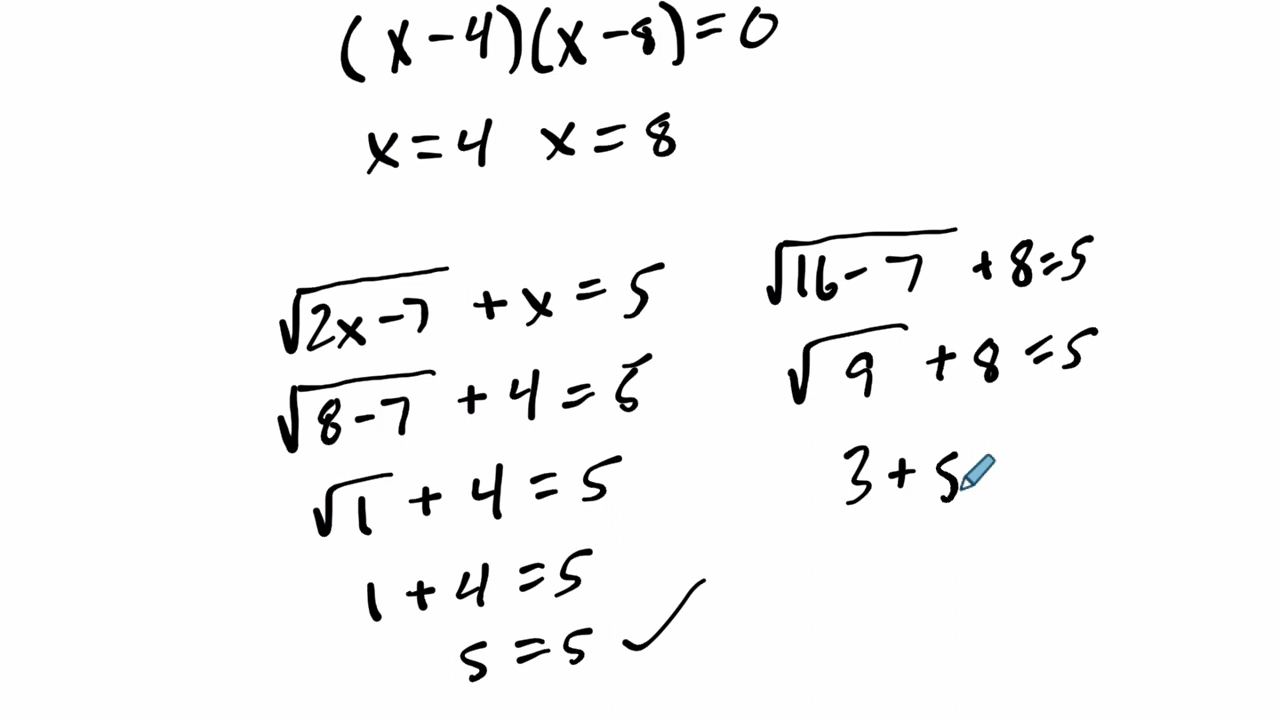 (x-4)(x-8)=0
x=4 x=8
√2x-7 + x = 5
√8-7 + 4 = 5
√1 + 4 = 5
1 + 4 = 5
5 = 5 ✓
√16-7 + 8 = 5
√9 + 8 = 5
3 + 5